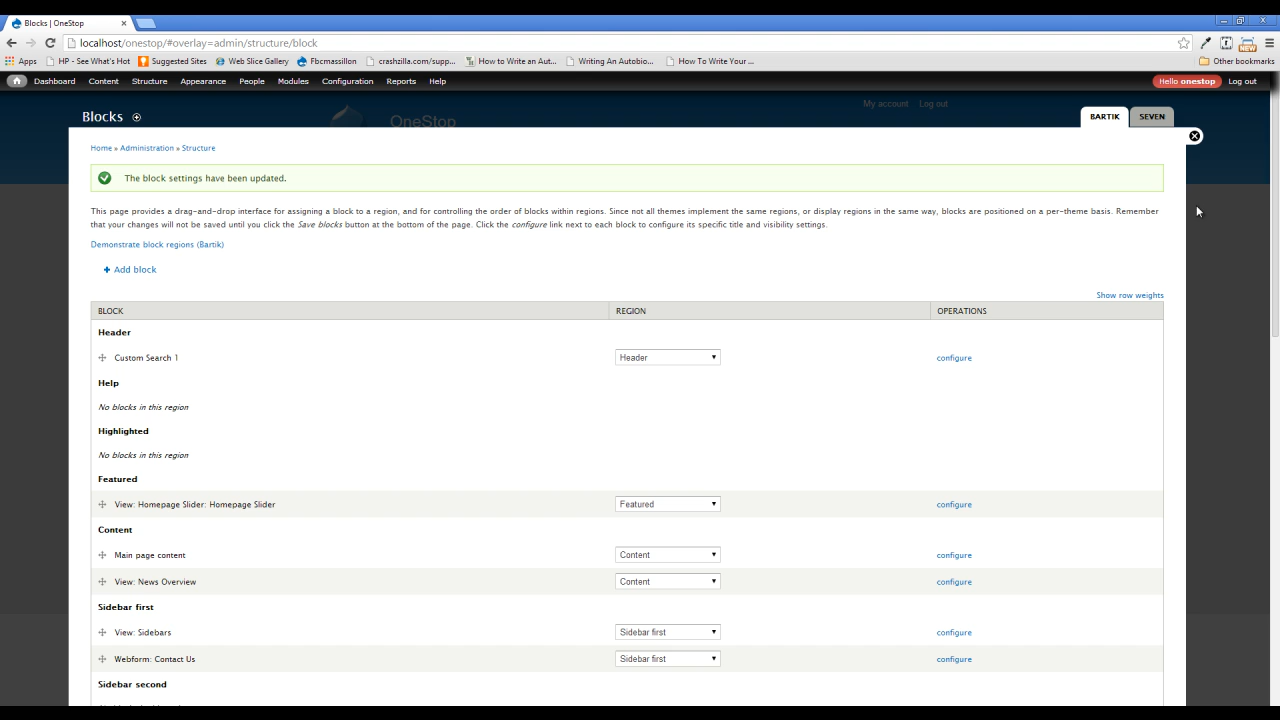 Blocks | OneStop
localhost/onestop/#overlay=admin/structure/block
Apps HP - See What's Hot Suggested Sites Web Slice Gallery Fbcmassillon crashzilla.com/supp... How to Write an Aut... Writing An Autobio... How To Write Your ... Other bookmarks
Dashboard Content Structure Appearance People Modules Configuration Reports Help Hello onestop Log out
My account Log out
OneStop
Blocks BARTIK SEVEN
Home » Administration » Structure
The block settings have been updated.
This page provides a drag-and-drop interface for assigning a block to a region, and for controlling the order of blocks within regions. Since not all themes implement the same regions, or display regions in the same way, blocks are positioned on a per-theme basis. Remember
that your changes will not be saved until you click the Save blocks button at the bottom of the page. Click the configure link next to each block to configure its specific title and visibility settings.
Demonstrate block regions (Bartik)
+ Add block
Show row weights
BLOCK REGION OPERATIONS
Header
Custom Search 1 Header configure
Help
No blocks in this region
Highlighted
No blocks in this region
Featured
View: Homepage Slider: Homepage Slider Featured configure
Content
Main page content Content configure
View: News Overview Content configure
Sidebar first
View: Sidebars Sidebar first configure
Webform: Contact Us Sidebar first configure
Sidebar second